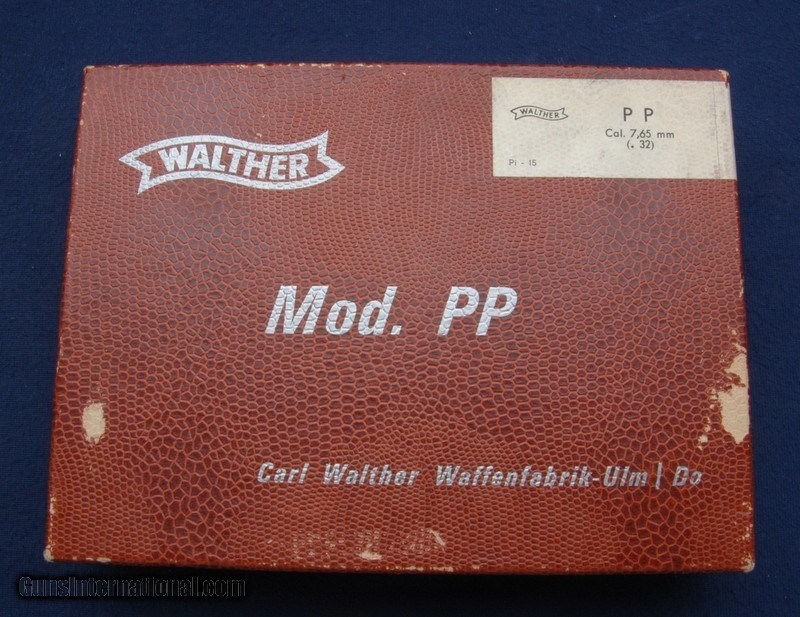 WALTHER
WALTHER
P P
Cal. 7,65 mm
(. 32)
PI - 15
Mod. PP
Carl Walther Waffenfabrik-Ulm | Do
GunsInternational.com